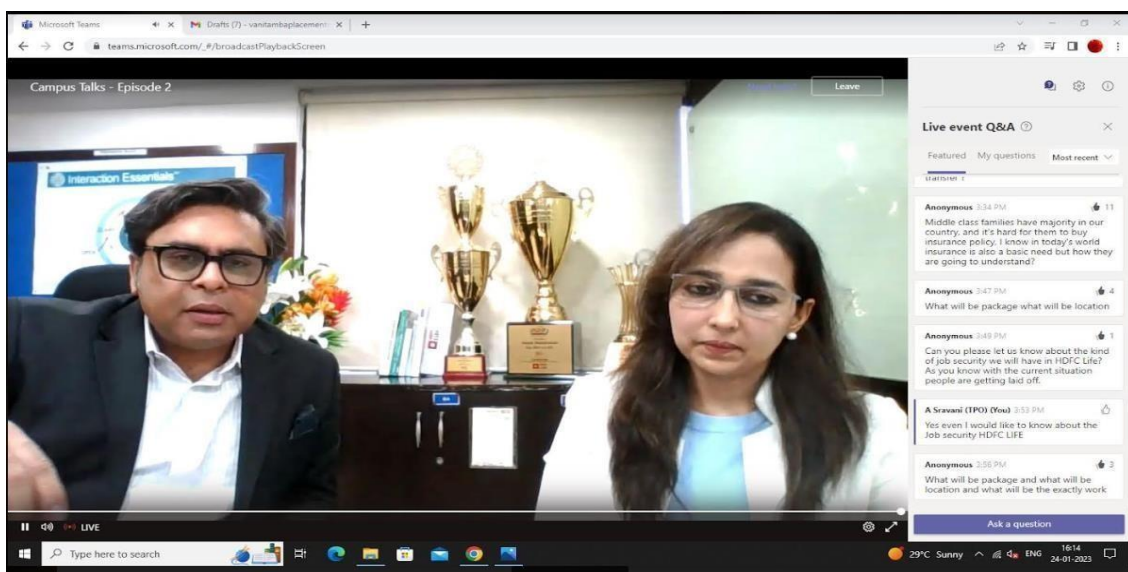 Microsoft Teams
Drafts (7) - vanitambaplacement
teams.microsoft.com/_#/broadcastPlaybackScreen
Campus Talks - Episode 2
Leave
Interaction Essentials
Live event Q&A
Featured
My questions
Most recent
transfer ?
Anonymous 3:34 PM
11
Middle class families have majority in our
country, and it's hard for them to buy
insurance policy. I know in today's world
insurance is also a basic need but how they
are going to understand?
Anonymous 3:47 PM
4
What will be package what will be location
Anonymous 3:49 PM
1
Can you please let us know about the kind
of job security we will have in HDFC Life?
As you know with the current situation
people are getting laid off.
A Sravani (TPO) (You) 3:53 PM
Yes even I would like to know about the
Job security HDFC LIFE
Anonymous 3:56 PM
3
What will be package and what will be
location and what will be the exactly work
Ask a question
LIVE
Type here to search
29°C Sunny
ENG
16:14
24-01-2023